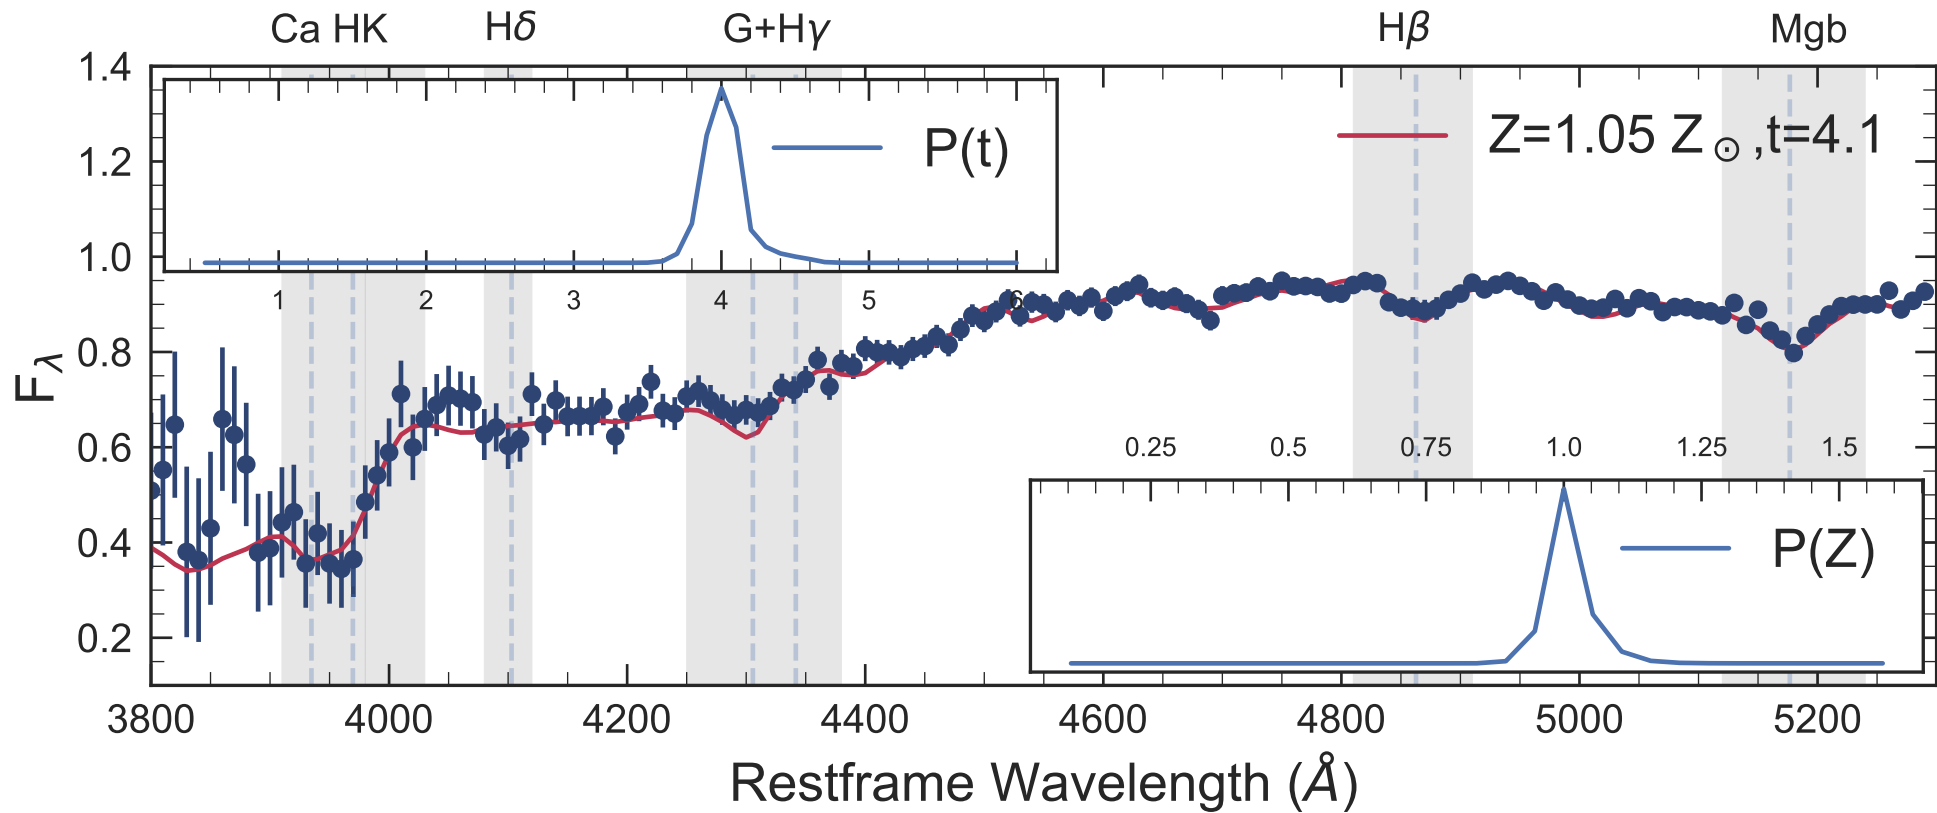 Ca HK Hδ G+Hγ Hβ Mgb
1.4
1.2
1.0
0.8
0.6
0.4
0.2
F λ
P(t)
1 2 3 4 5 6
Z=1.05 Z⊙,t=4.1
0.25 0.5 0.75 1.0 1.25 1.5
P(Z)
3800 4000 4200 4400 4600 4800 5000 5200
Restframe Wavelength (Å)